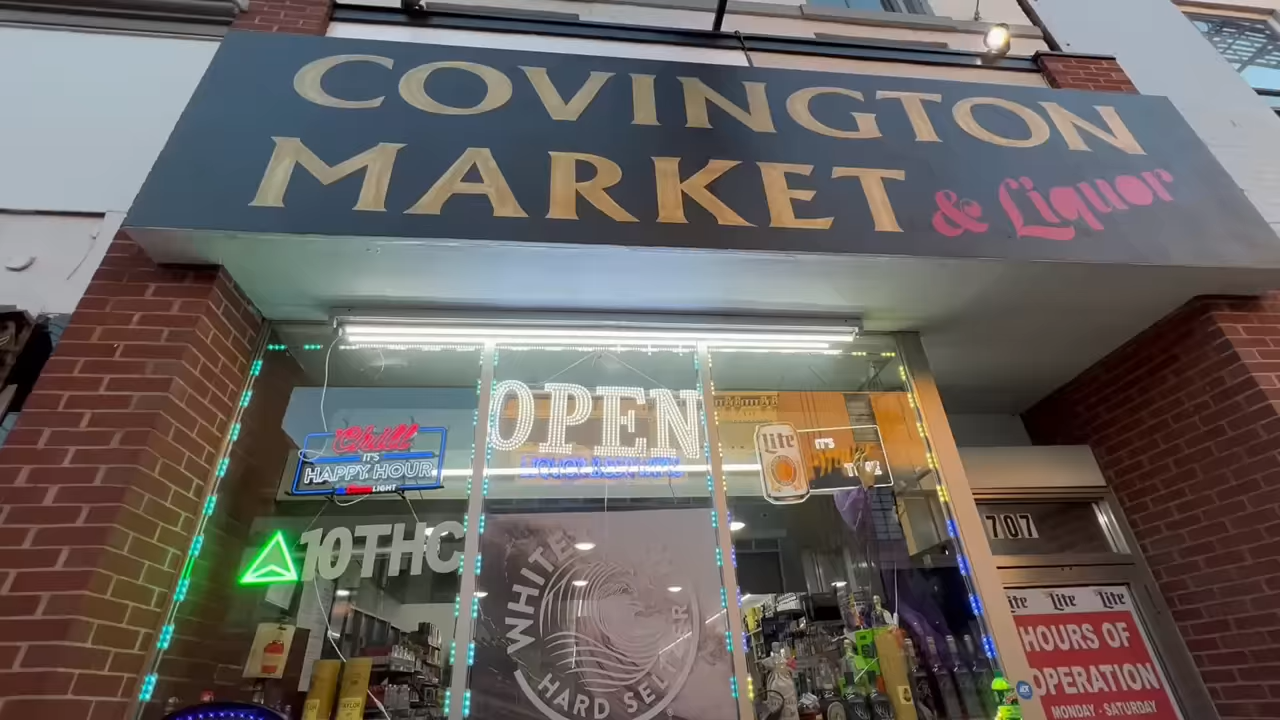 COVINGTON
MARKET & Liquor
OPEN
Chill
IT'S
HAPPY HOUR
LIGHT
lite
IT'S
10THC
WHITE
HARD SELTZER
707
Lite Lite
HOURS OF
OPERATION
MONDAY - SATURDAY